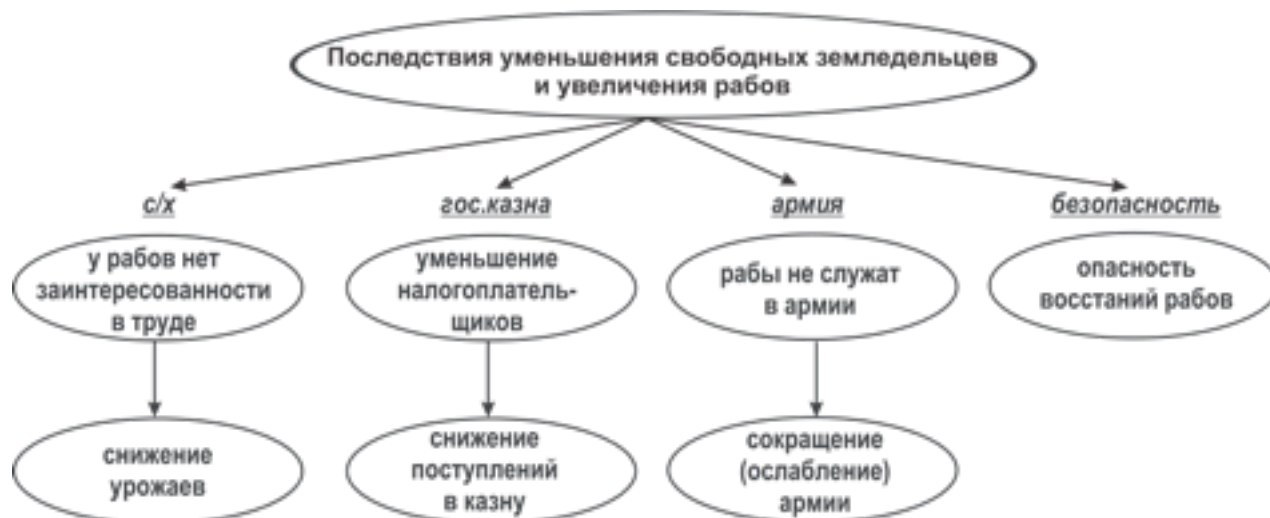 Последствия уменьшения свободных земледельцев
и увеличения рабов
с/х
гос.казна
армия
безопасность
у рабов нет
заинтересованности
в труде
уменьшение
налогоплатель-
щиков
рабы не служат
в армии
опасность
восстаний рабов
снижение
урожаев
снижение
поступлений
в казну
сокращение
(ослабление)
армии